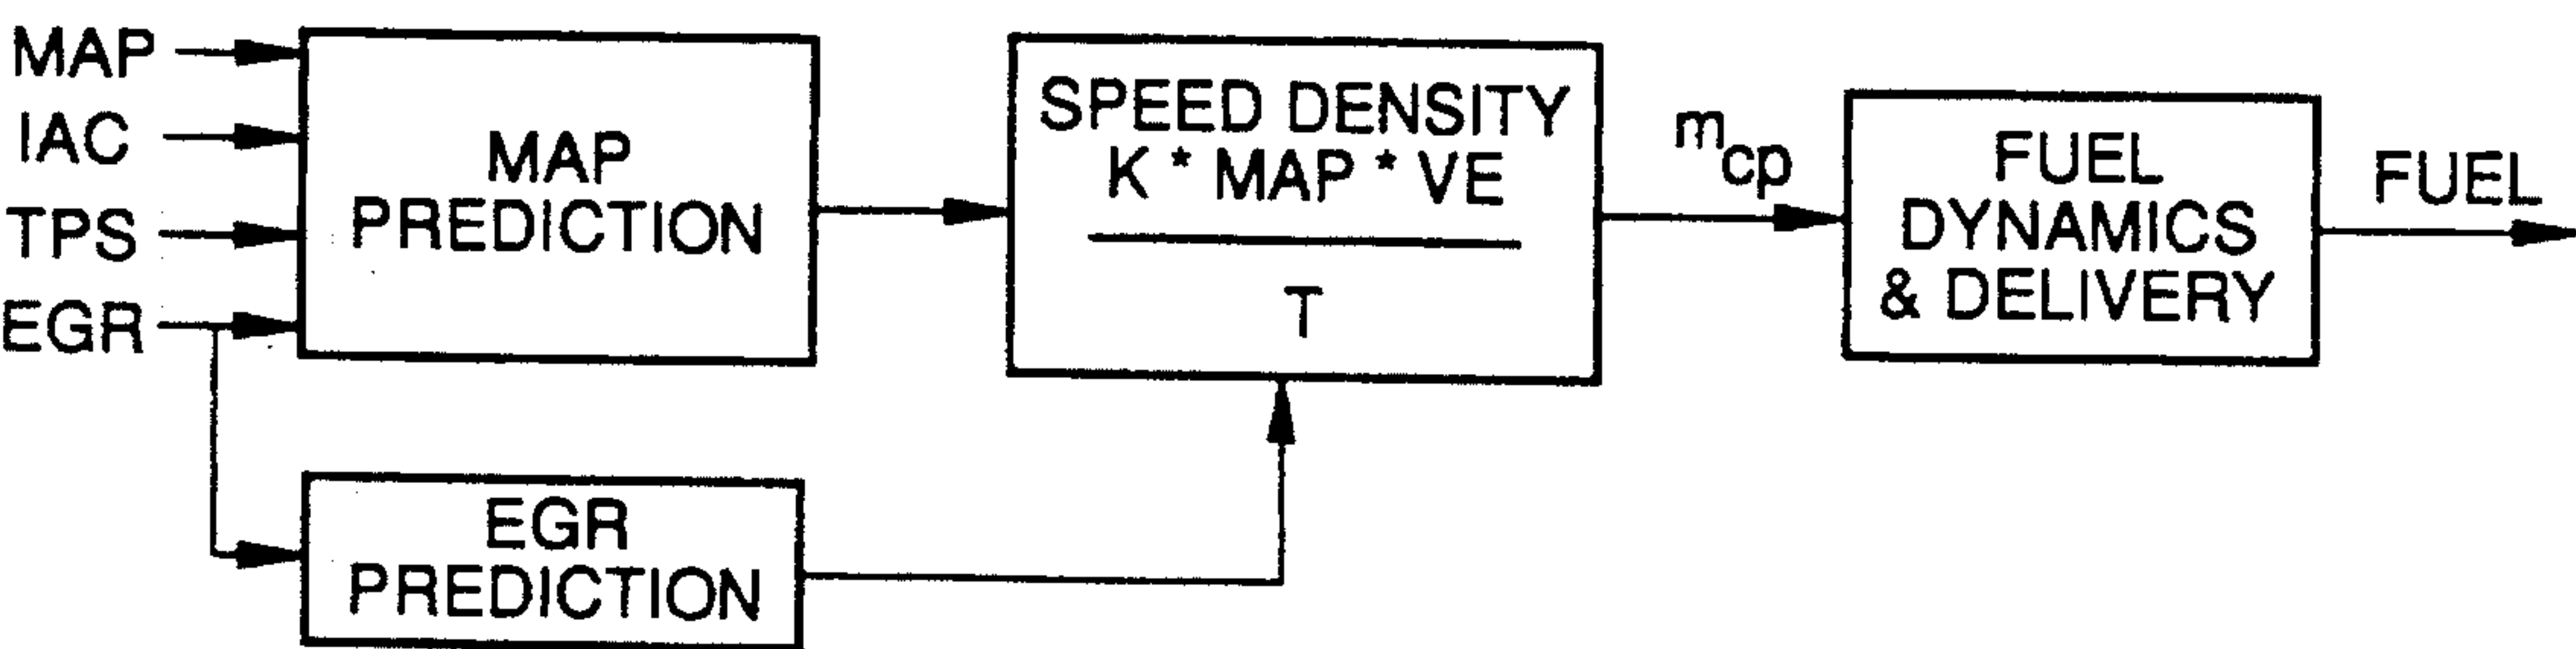 MAP
IAC
TPS
EGR
MAP
PREDICTION
EGR
PREDICTION
SPEED DENSITY
K * MAP * VE
T
mcp
FUEL
DYNAMICS
& DELIVERY
FUEL